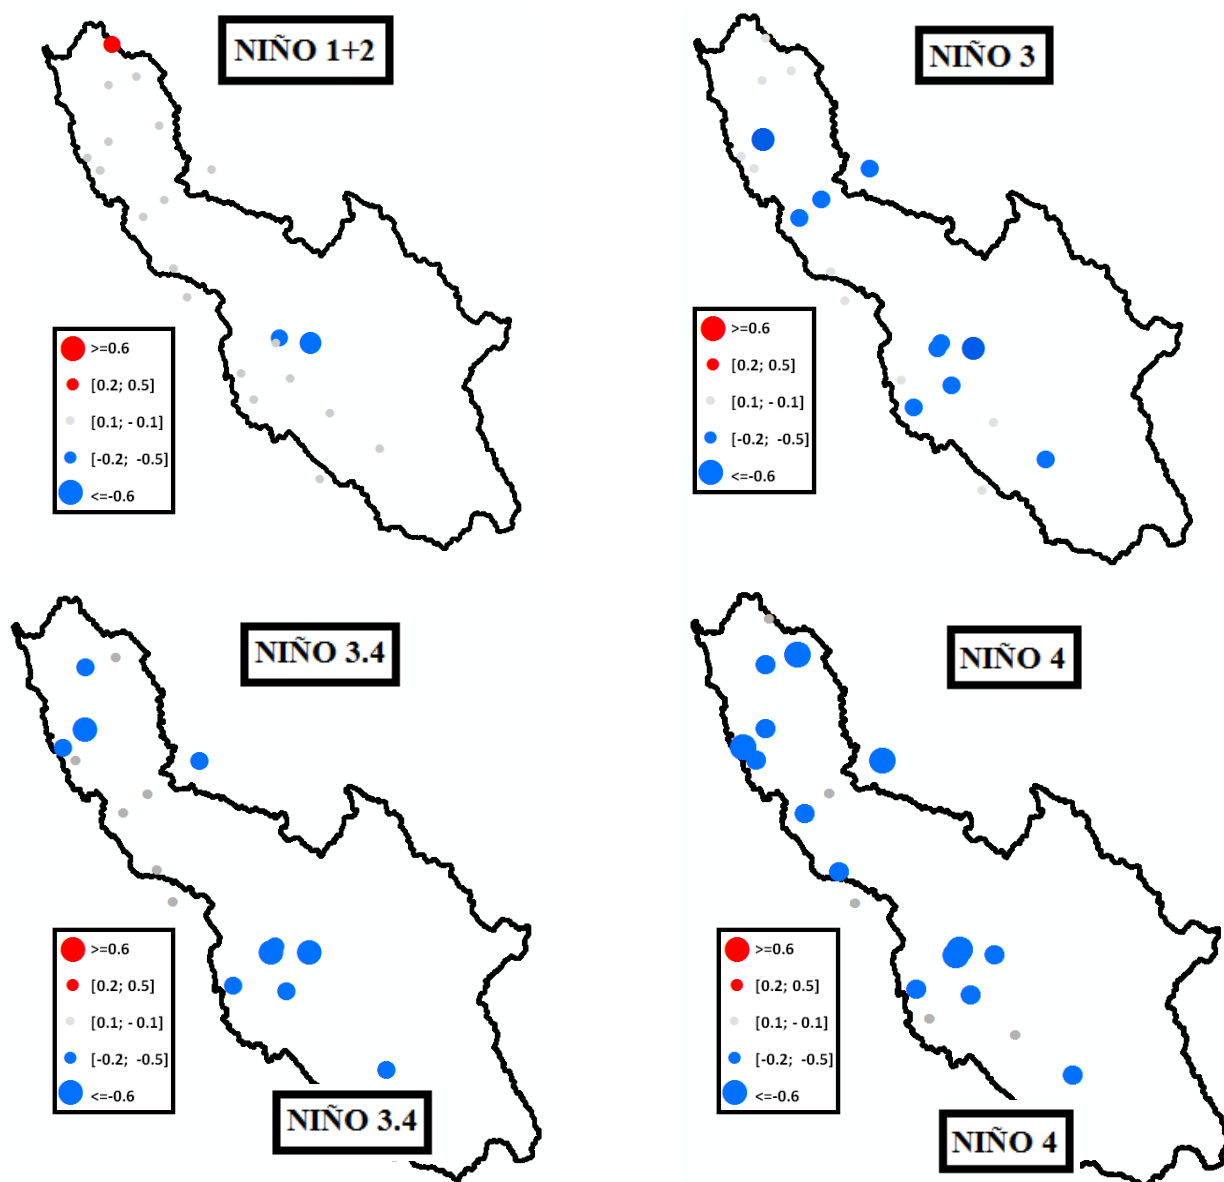 NIÑO 1+2
>=0.6
[0.2; 0.5]
[0.1; - 0.1]
[-0.2; -0.5]
<=-0.6
NIÑO 3
>=0.6
[0.2; 0.5]
[0.1; - 0.1]
[-0.2; -0.5]
<=-0.6
NIÑO 3.4
>=0.6
[0.2; 0.5]
[0.1; - 0.1]
[-0.2; -0.5]
<=-0.6
NIÑO 3.4
NIÑO 4
>=0.6
[0.2; 0.5]
[0.1; - 0.1]
[-0.2; -0.5]
<=-0.6
NIÑO 4